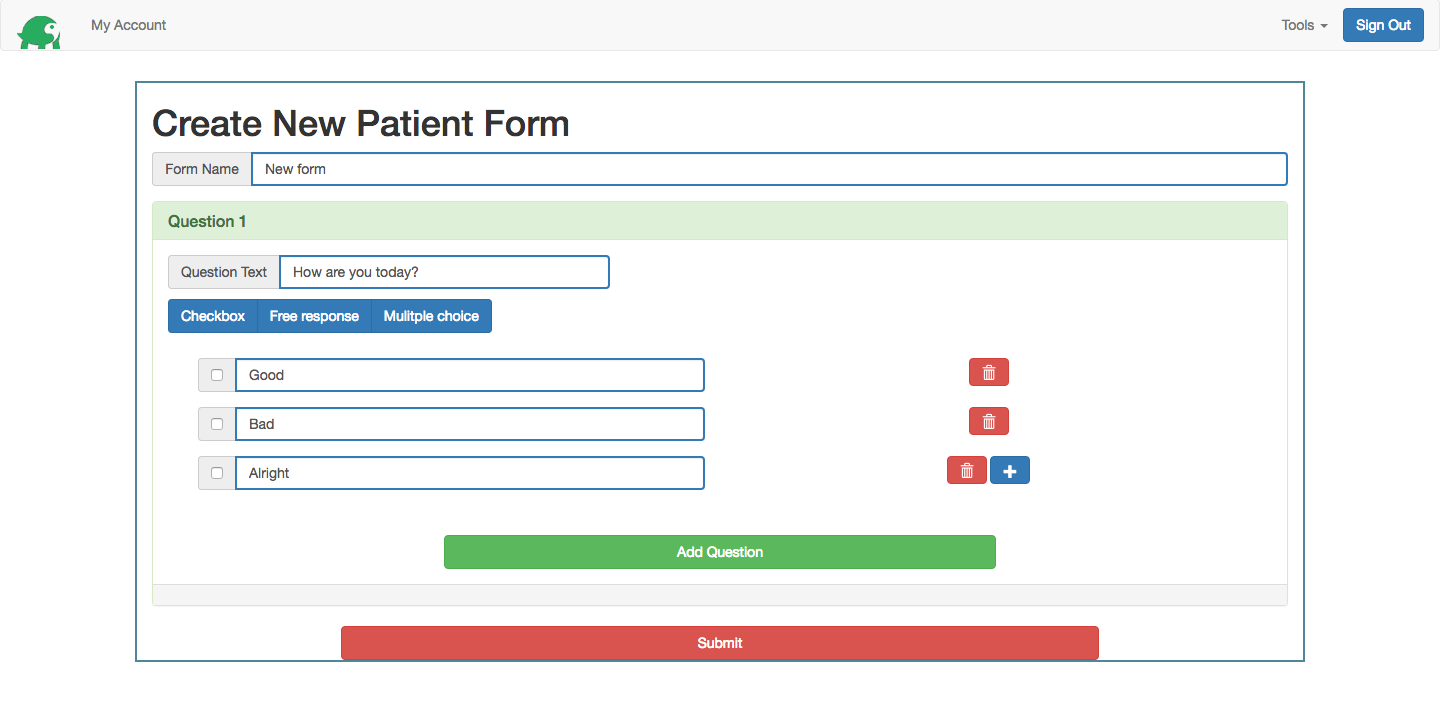 My Account
Tools
Sign Out
Create New Patient Form
Form Name
New form
Question 1
Question Text
How are you today?
Checkbox
Free response
Mulitple choice
Good
Bad
Alright
Add Question
Submit